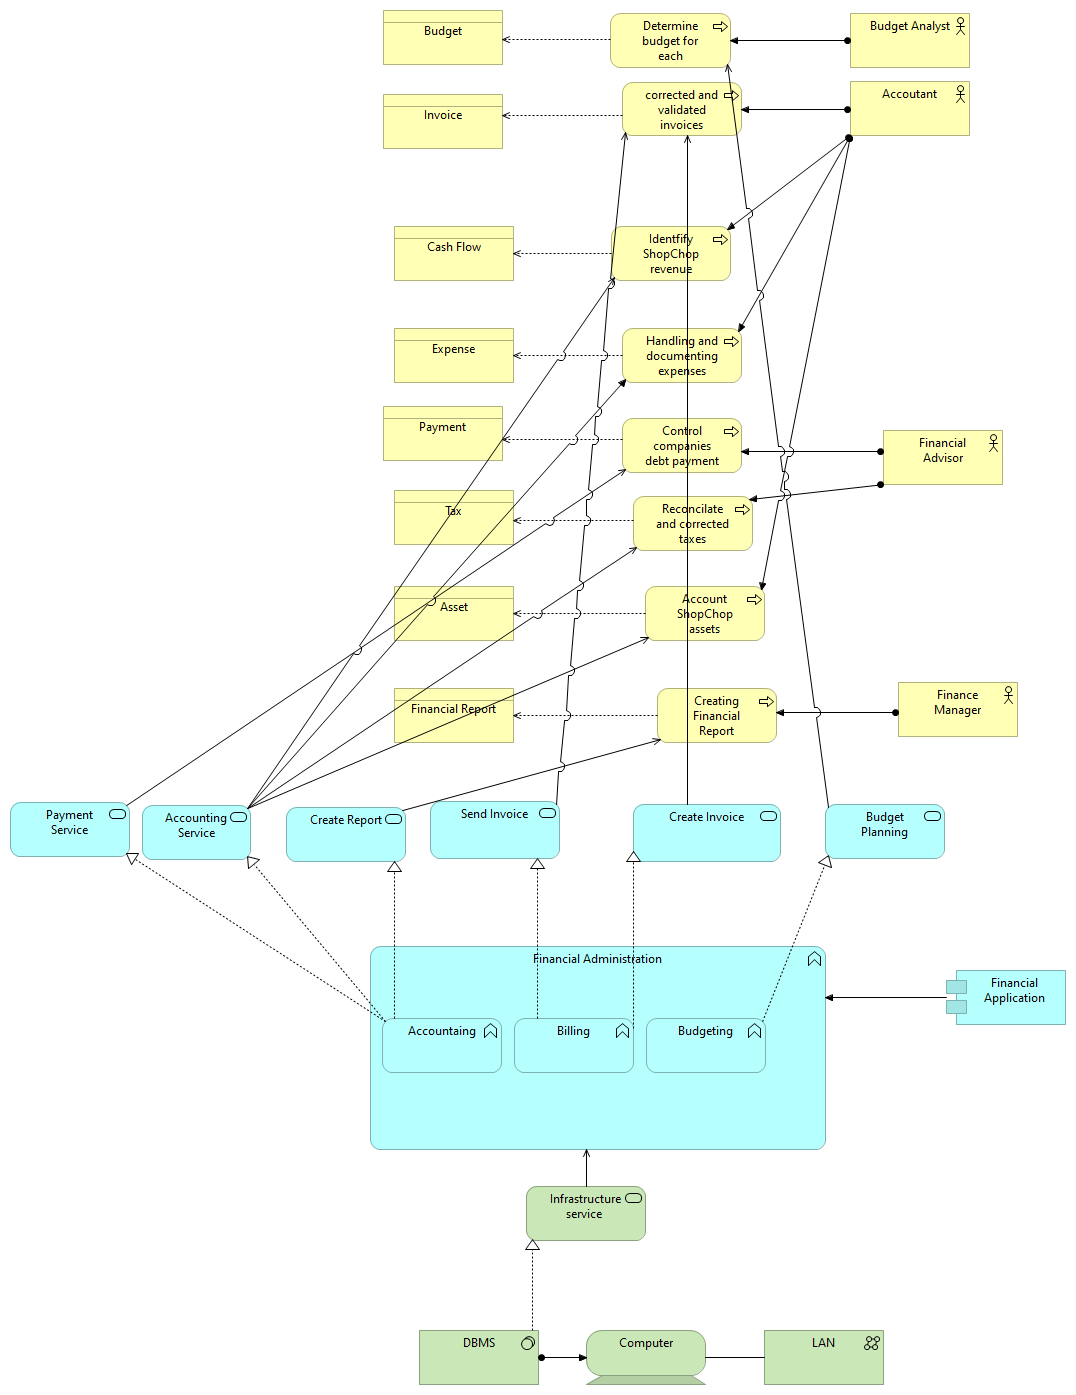 Budget
Determine
budget for
each
Budget Analyst
Invoice
corrected and
validated
invoices
Accoutant
Cash Flow
Identfify
ShopChop
revenue
Expense
Handling and
documenting
expenses
Payment
Control
companies
debt payment
Financial
Advisor
Tax
Reconcilate
and corrected
taxes
Asset
Account
ShopChop
assets
Financial Report
Creating
Financial
Report
Finance
Manager
Payment
Service
Accounting
Service
Create Report
Send Invoice
Create Invoice
Budget
Planning
Financial Administration
Financial
Application
Accountaing
Billing
Budgeting
Infrastructure
service
DBMS
Computer
LAN